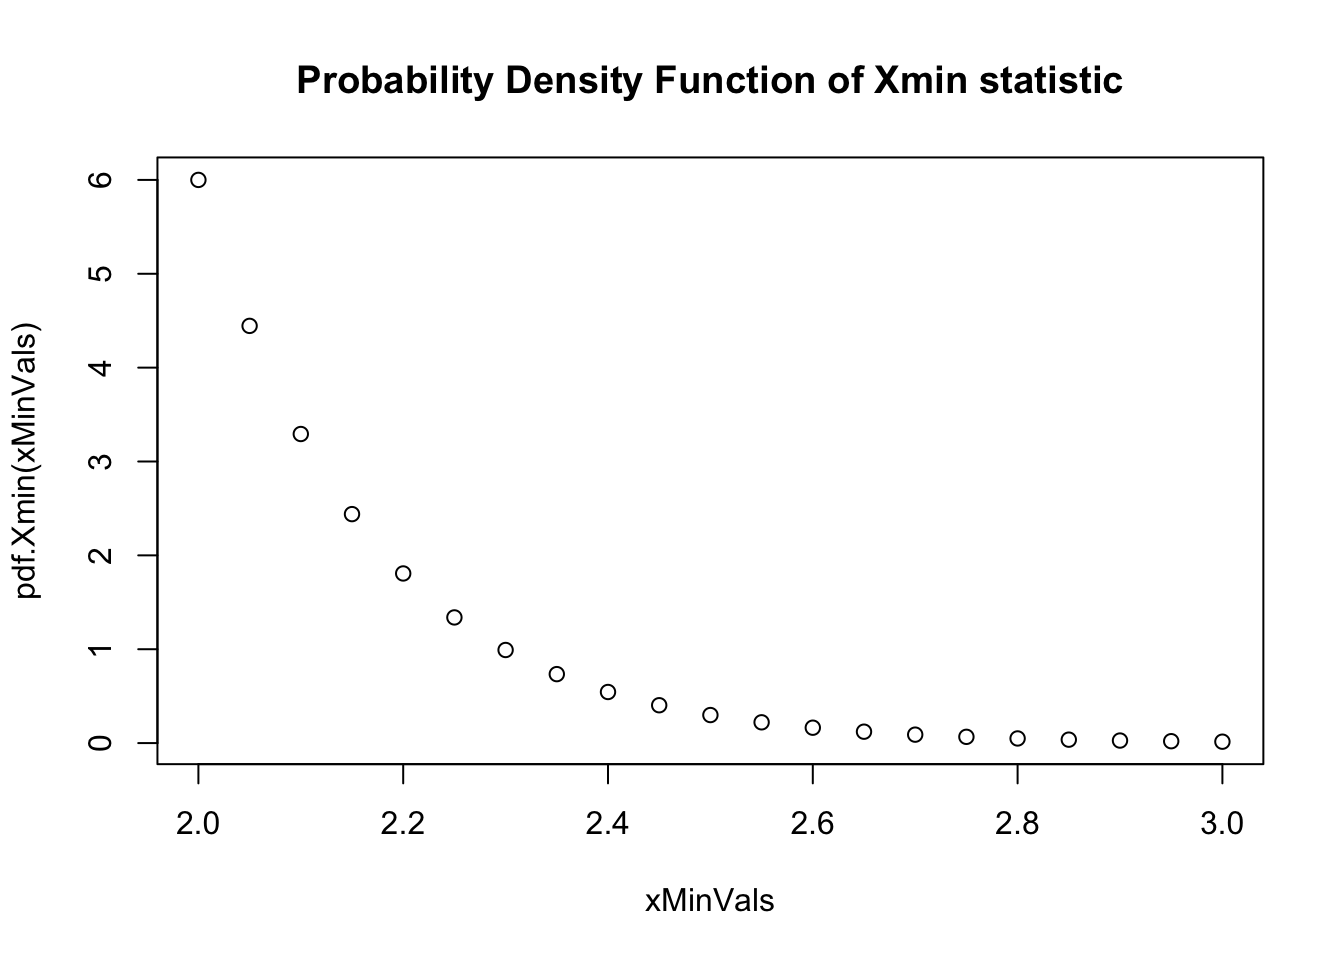 Probability Density Function of Xmin statistic
pdf.Xmin(xMinVals)
6
5
4
3
2
1
0
2.0 2.2 2.4 2.6 2.8 3.0
xMinVals